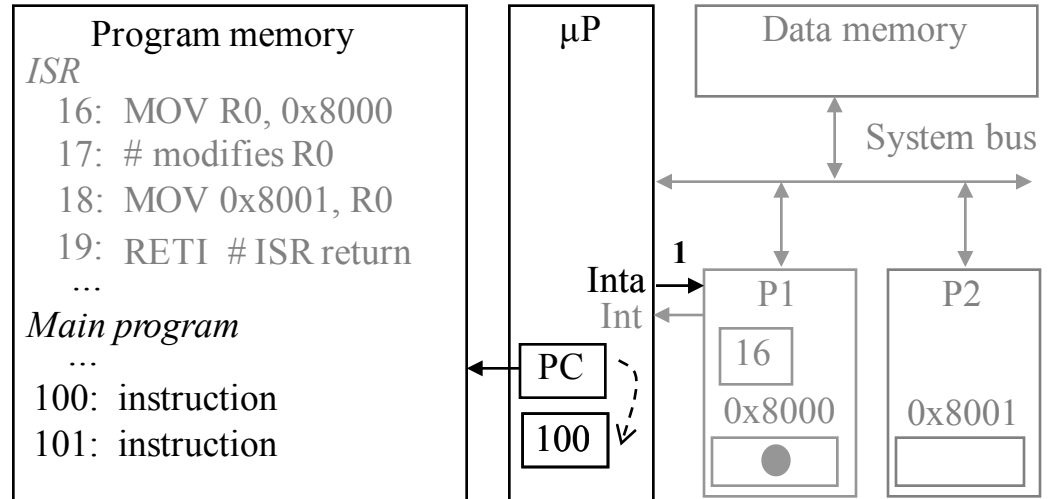 Program memory
ISR
16: MOV R0, 0x8000
17: # modifies R0
18: MOV 0x8001, R0
19: RETI # ISR return
...
Main program
...
100: instruction
101: instruction
µP
Inta
Int
PC
100
1
Data memory
System bus
P1
16
0x8000
P2
0x8001